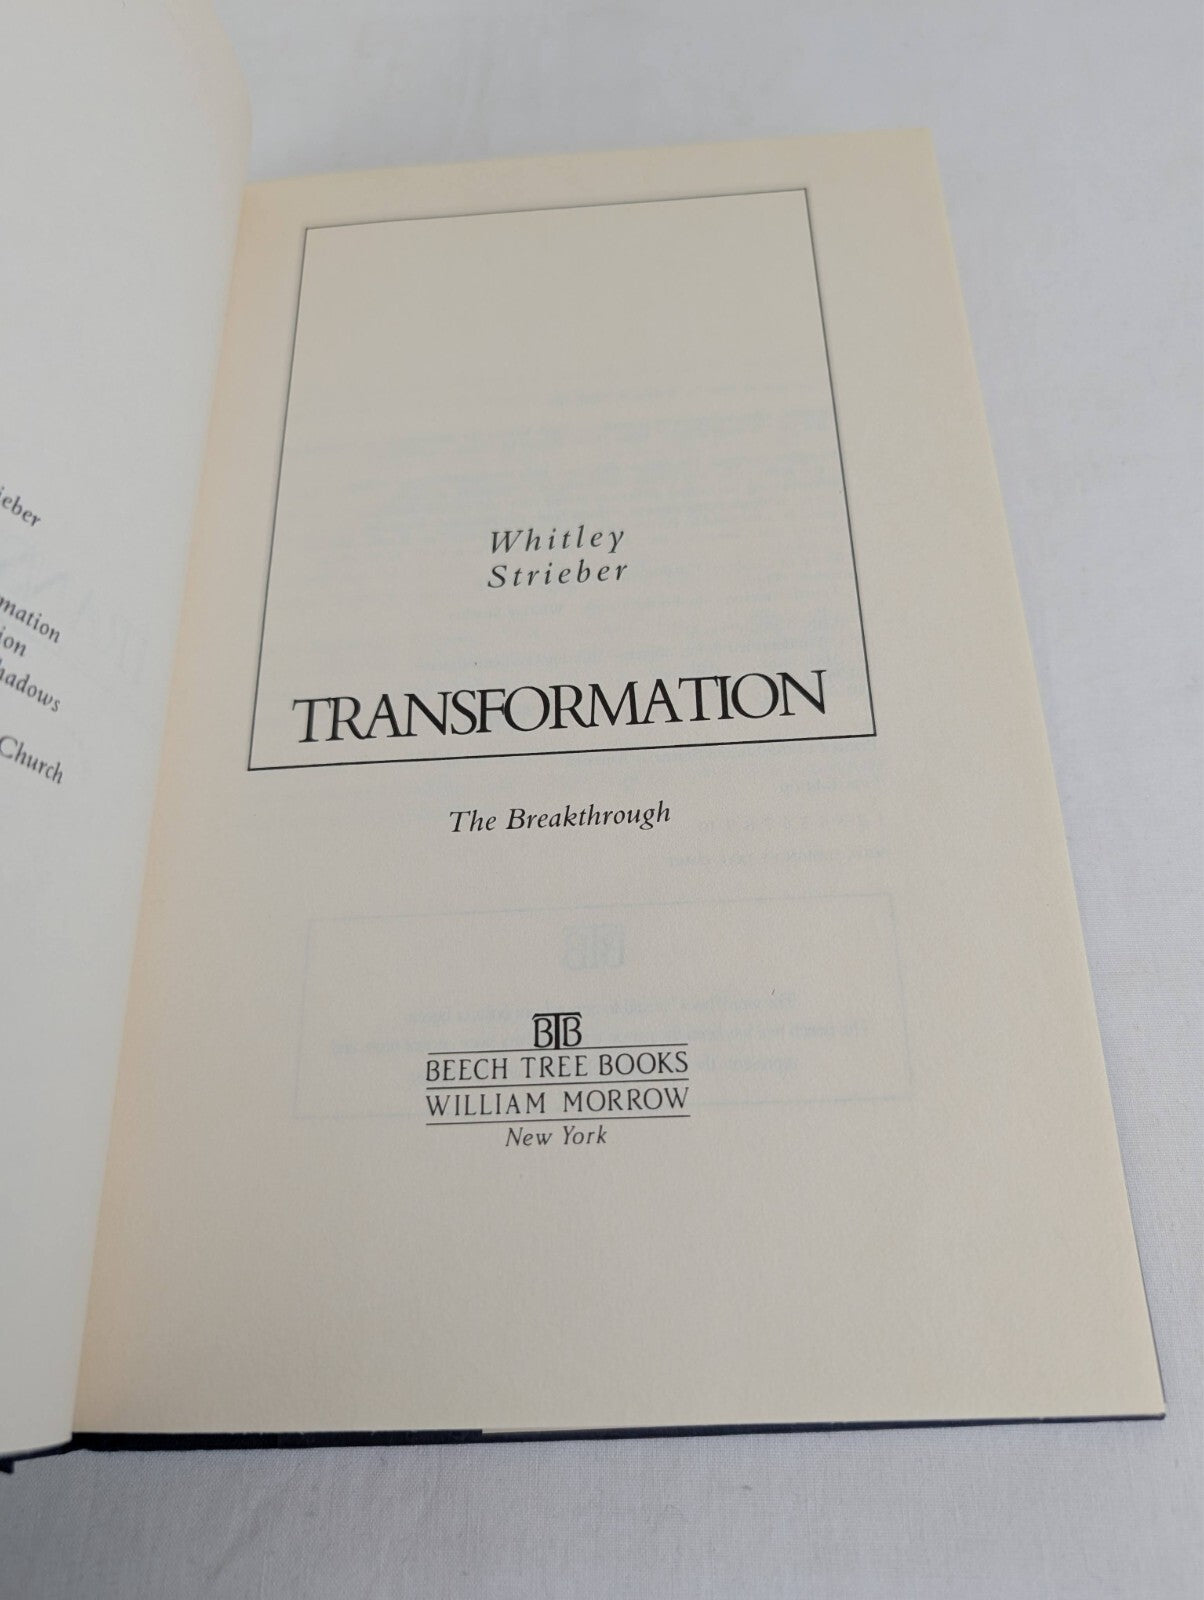 ieber
mation
ion
hadows
Church
Whitley
Strieber
TRANSFORMATION
The Breakthrough
BTB
BEECH TREE BOOKS
WILLIAM MORROW
New York